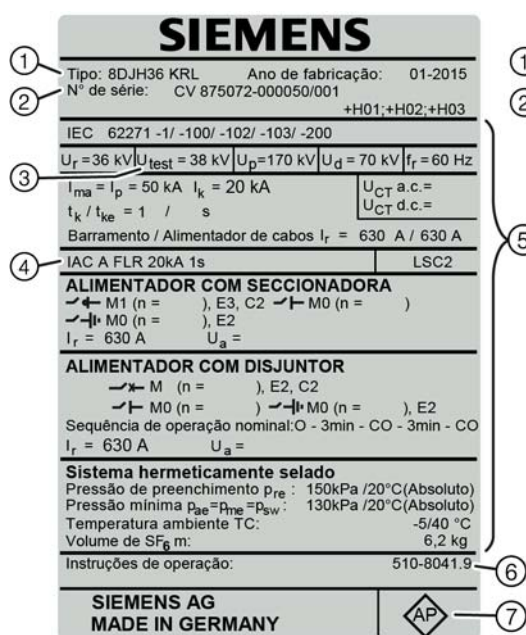 SIEMENS
① Tipo: 8DJH36 KRL Ano de fabricação: 01-2015
② N° de série: CV 875072-000050/001
+H01;+H02;+H03
IEC 62271 -1/ -100/ -102/ -103/ -200
③ Ur = 36 kV Utest = 38 kV Up=170 kV Ud = 70 kV fr = 60 Hz
Ima = Ip = 50 kA Ik = 20 kA UCT a.c.=
tk / tke = 1 / s UCT d.c.=
Barramento / Alimentador de cabos Ir = 630 A / 630 A
⑤
④ IAC A FLR 20kA 1s LSC2
ALIMENTADOR COM SECCIONADORA
M1 (n = ), E3, C2 M0 (n = )
M0 (n = ), E2
Ir = 630 A Ua =
ALIMENTADOR COM DISJUNTOR
M (n = ), E2, C2
M0 (n = ) M0 (n = ), E2
Sequência de operação nominal:O - 3min - CO - 3min - CO
Ir = 630 A Ua =
Sistema hermeticamente selado
Pressão de preenchimento pre : 150kPa /20°C(Absoluto)
Pressão mínima pae=pme=psw : 130kPa /20°C(Absoluto)
Temperatura ambiente TC: -5/40 °C
Volume de SF6 m: 6,2 kg
Instruções de operação: 510-8041.9 ⑥
SIEMENS AG
MADE IN GERMANY AP ⑦
①
②